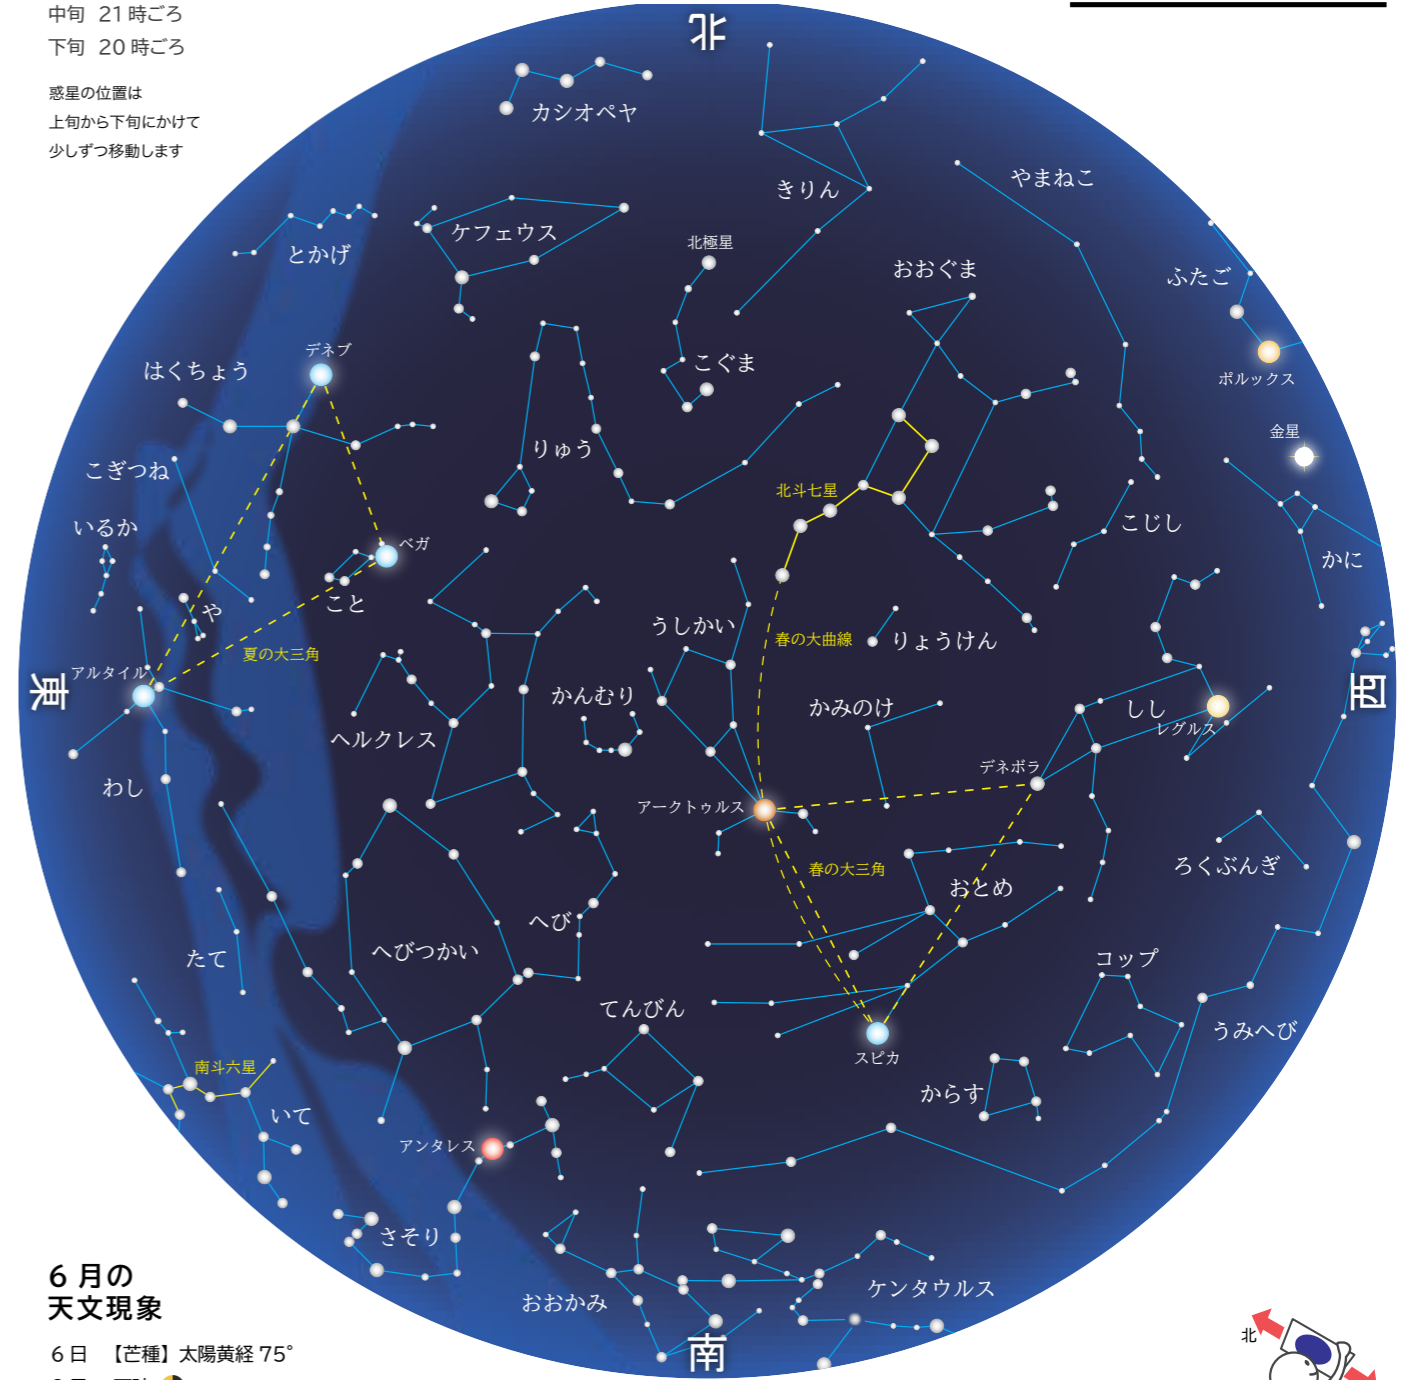 中旬 21時ごろ
下旬 20時ごろ
惑星の位置は
上旬から下旬にかけて
少しずつ移動します
北
カシオペヤ
きりん
やまねこ
ケフェウス
とかげ
北極星
おおぐま
ふたご
ポルックス
デネブ
はくちょう
こぐま
金星
りゅう
こぎつね
北斗七星
こじし
いるか
ベガ
かに
こと
や
うしかい
春の大曲線
りょうけん
夏の大三角
アルタイル
東
西
かんむり
かみのけ
しし
レグルス
ヘルクレス
デネボラ
わし
アークトゥルス
春の大三角
おとめ
ろくぶんぎ
へび
へびつかい
たて
コップ
てんびん
うみへび
スピカ
南斗六星
からす
いて
アンタレス
さそり
おおかみ
ケンタウルス
南
6月の
天文現象
6日 【芒種】太陽黄経75°
北